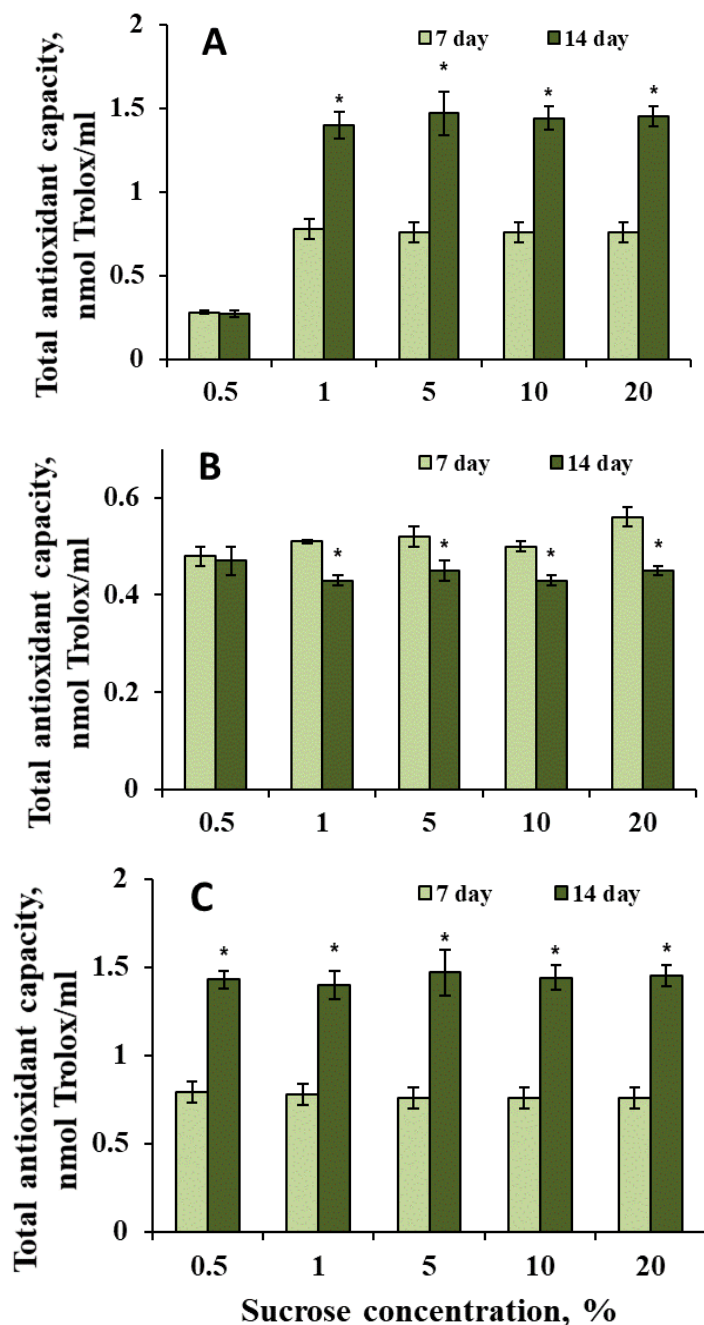 A
7 day 14 day
Total antioxidant capacity,
nmol Trolox/ml
2
1.5
1
0.5
0
* * * *
0.5 1 5 10 20
B
7 day 14 day
Total antioxidant capacity,
nmol Trolox/ml
0.6
0.4
0.2
0
* * * *
0.5 1 5 10 20
C
7 day 14 day
Total antioxidant capacity,
nmol Trolox/ml
2
1.5
1
0.5
0
* * * * *
0.5 1 5 10 20
Sucrose concentration, %